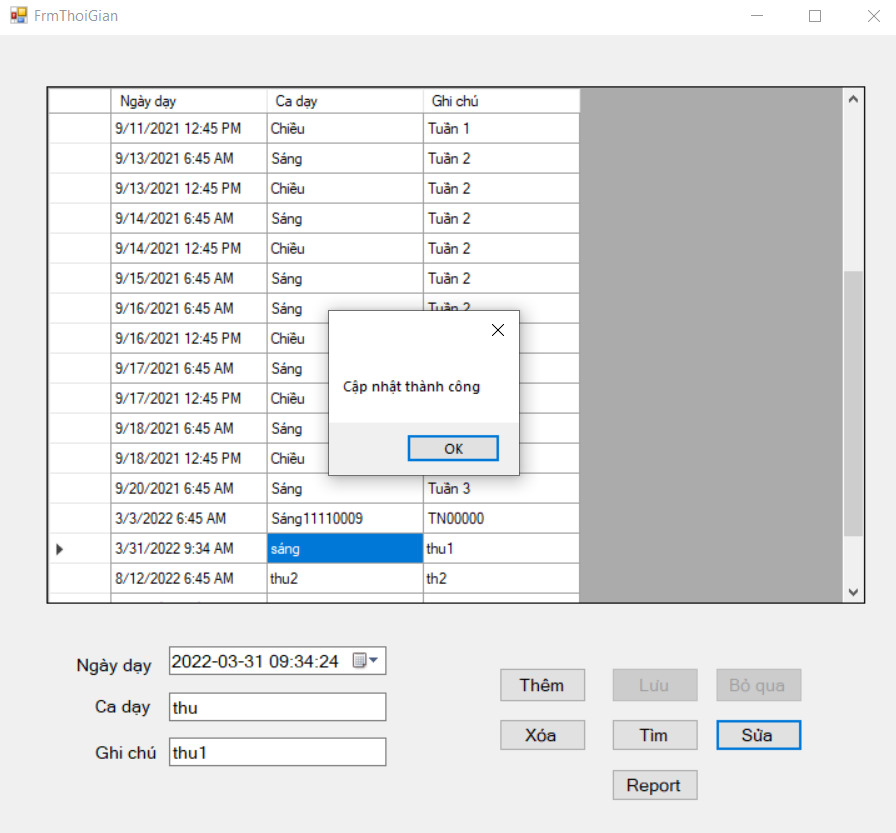 FrmThoiGian
Ngày dạy Ca dạy Ghi chú
9/11/2021 12:45 PM Chiều Tuần 1
9/13/2021 6:45 AM Sáng Tuần 2
9/13/2021 12:45 PM Chiều Tuần 2
9/14/2021 6:45 AM Sáng Tuần 2
9/14/2021 12:45 PM Chiều Tuần 2
9/15/2021 6:45 AM Sáng Tuần 2
9/16/2021 6:45 AM Sáng Tuần 2
9/16/2021 12:45 PM Chiều
9/17/2021 6:45 AM Sáng
9/17/2021 12:45 PM Chiều
9/18/2021 6:45 AM Sáng
9/18/2021 12:45 PM Chiều
9/20/2021 6:45 AM Sáng Tuần 3
3/3/2022 6:45 AM Sáng11110009 TN00000
3/31/2022 9:34 AM sáng thu1
8/12/2022 6:45 AM thu2 th2
Cập nhật thành công
OK
Ngày dạy 2022-03-31 09:34:24
Ca dạy thu
Ghi chú thu1
Thêm Lưu Bỏ qua
Xóa Tìm Sửa
Report